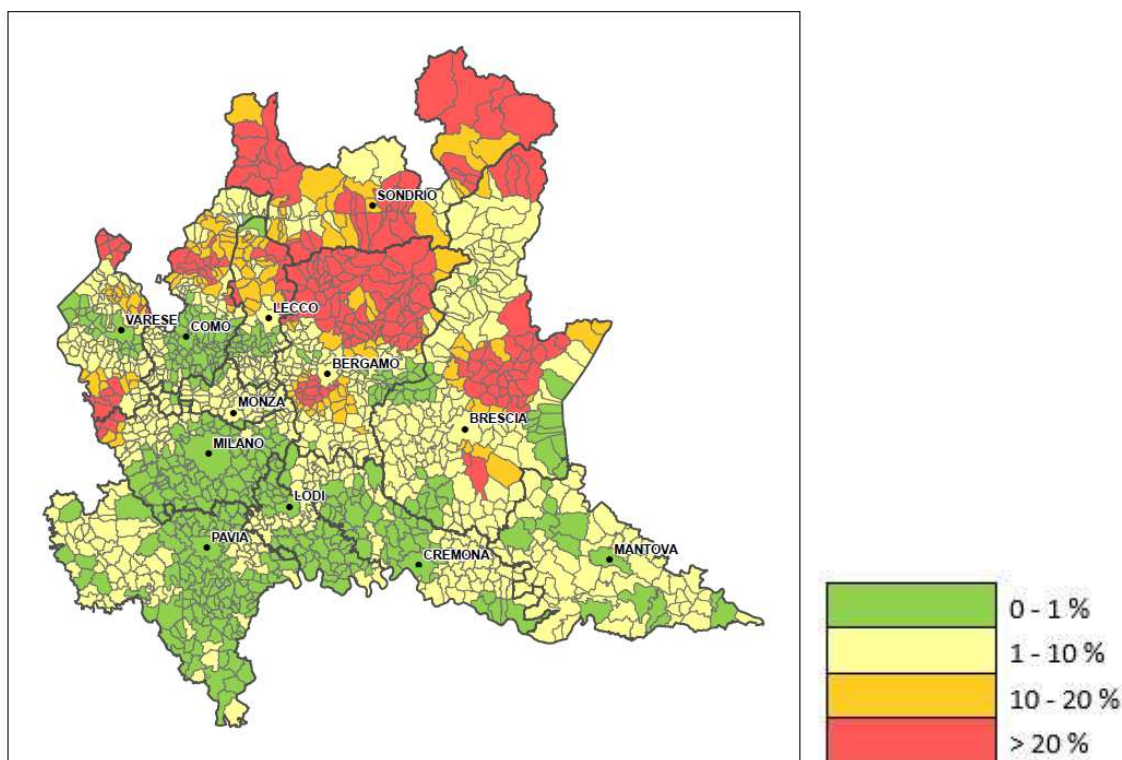 SONDRIO
LECCO
VARESE
COMO
BERGAMO
MONZA
BRESCIA
MILANO
LODI
PAVIA
CREMONA
MANTOVA
0 - 1 %
1 - 10 %
10 - 20 %
> 20 %